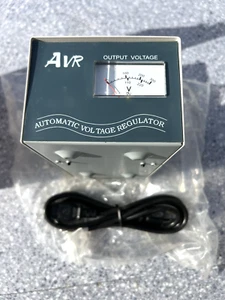 AVR
OUTPUT VOLTAGE
V
AUTOMATIC VOLTAGE REGULATOR